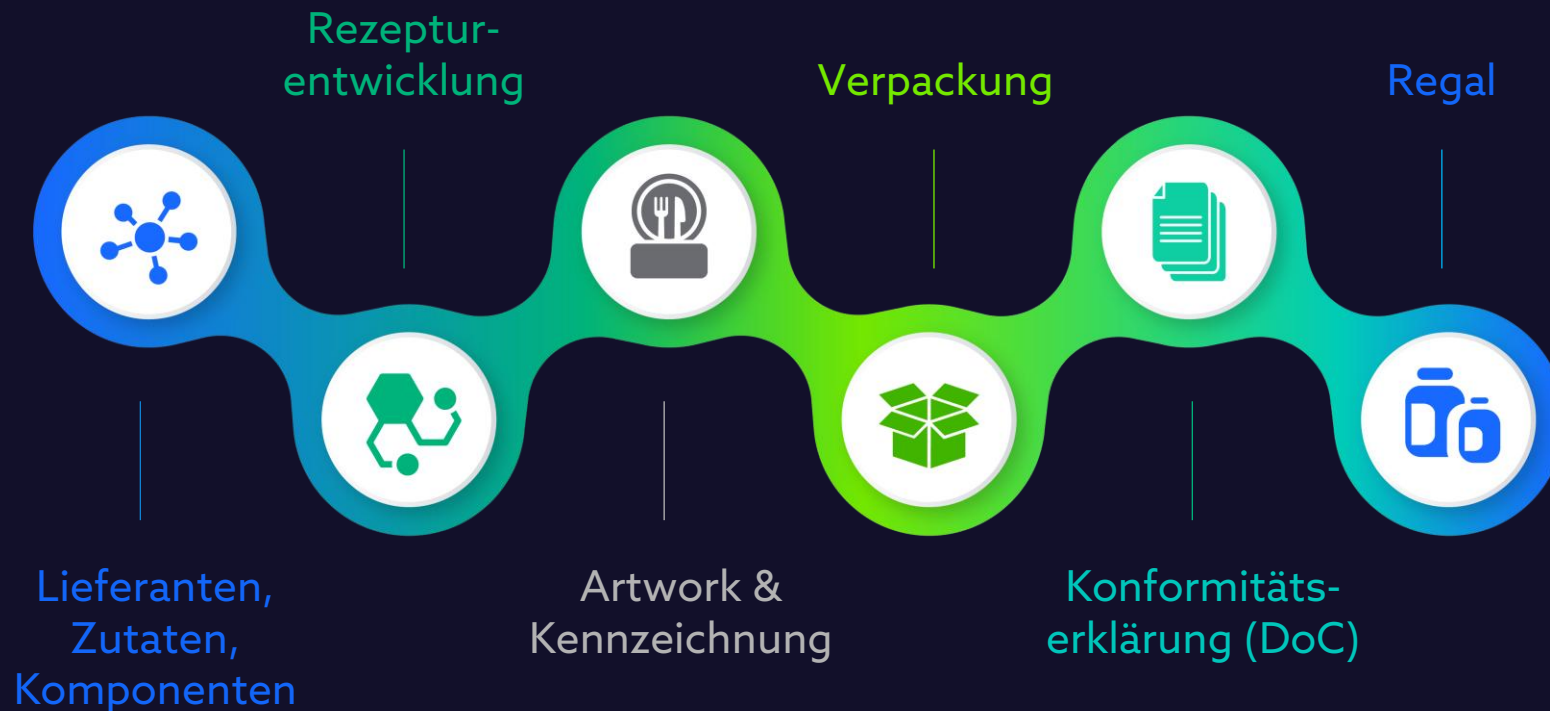 Rezeptur-
entwicklung
Verpackung
Regal
Lieferanten,
Zutaten,
Komponenten
Artwork &
Kennzeichnung
Konformitäts-
erklärung (DoC)